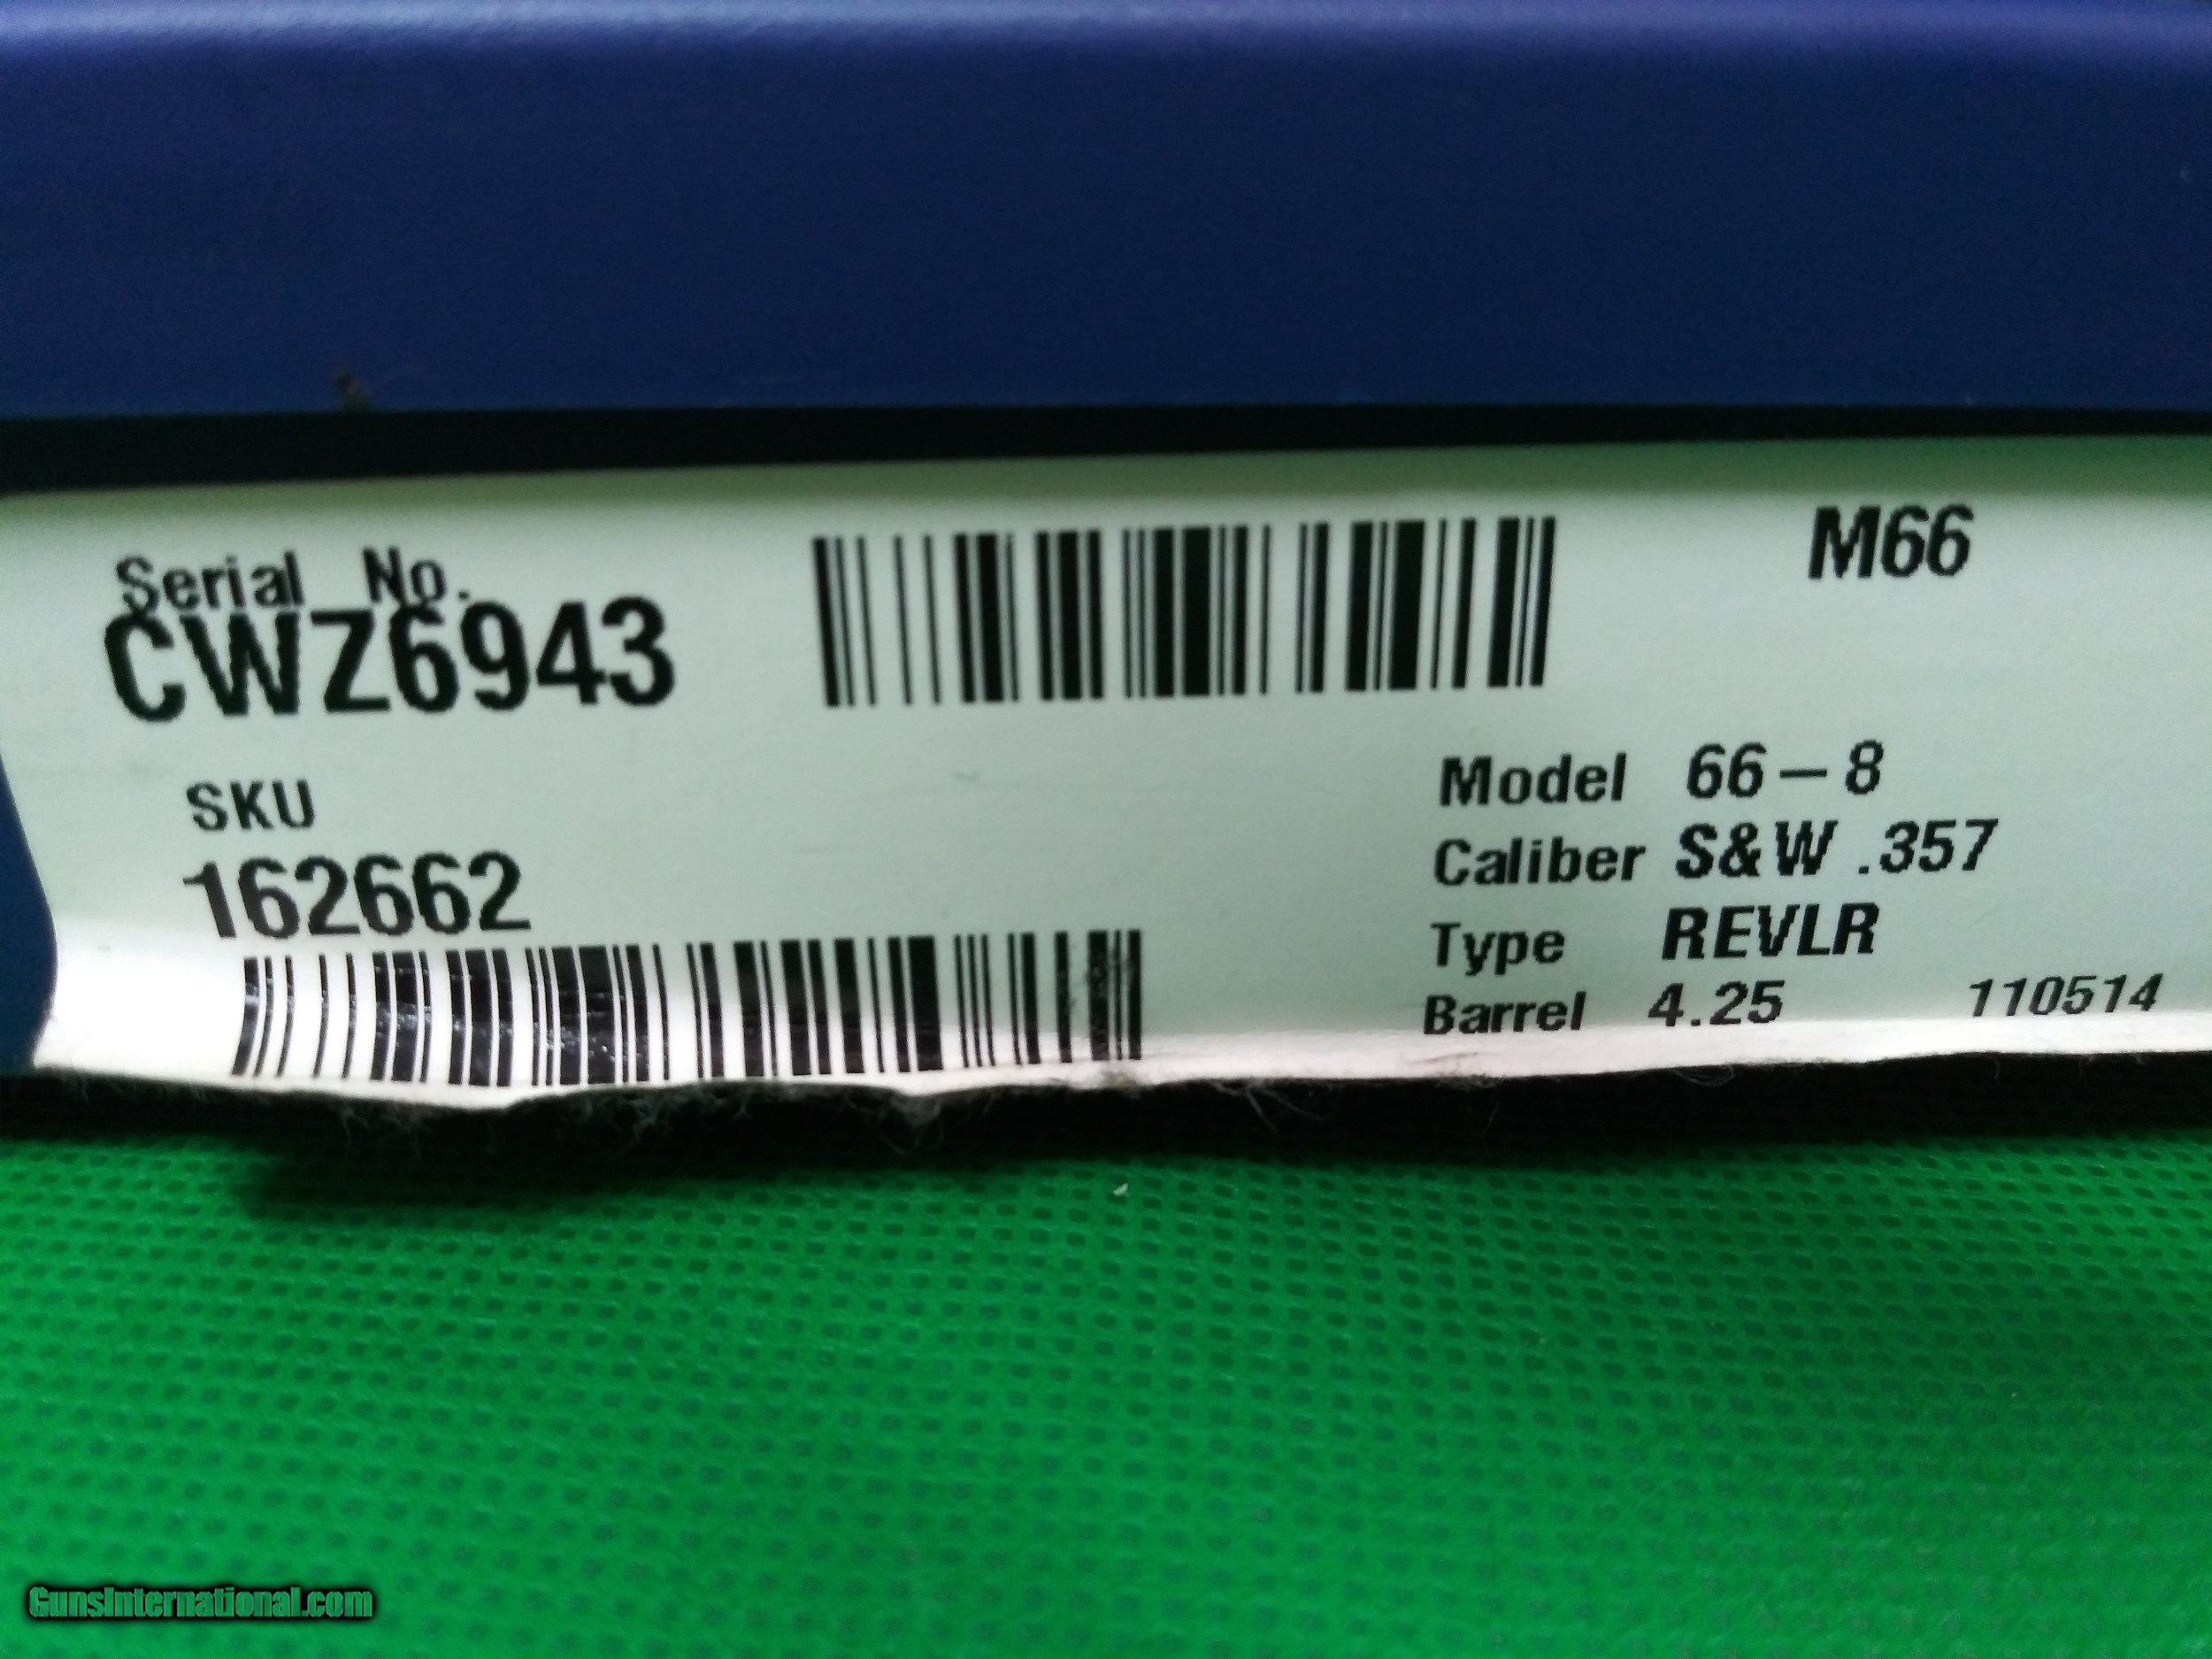 Serial No.
CWZ6943
M66
SKU
162662
Model 66-8
Caliber S&W .357
Type REVLR
Barrel 4.25 110514
GunsInternational.com